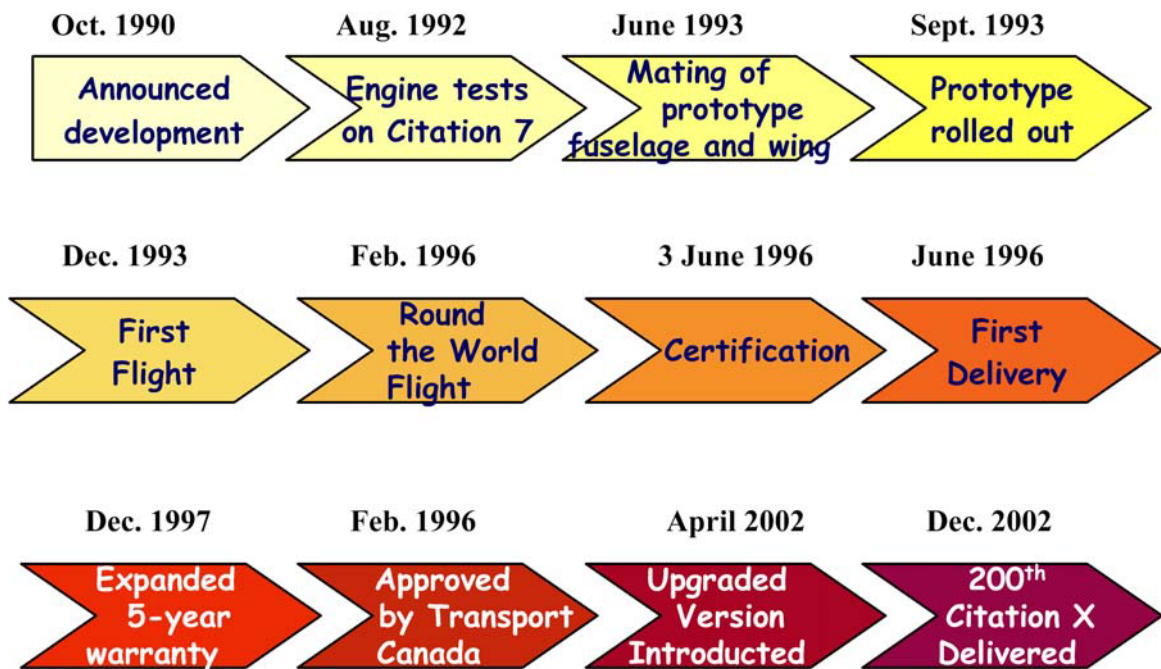 Oct. 1990
Announced
development
Aug. 1992
Engine tests
on Citation 7
June 1993
Mating of
prototype
fuselage and wing
Sept. 1993
Prototype
rolled out
Dec. 1993
First
Flight
Feb. 1996
Round
the World
Flight
3 June 1996
Certification
June 1996
First
Delivery
Dec. 1997
Expanded
5-year
warranty
Feb. 1996
Approved
by Transport
Canada
April 2002
Upgraded
Version
Introducted
Dec. 2002
200th
Citation X
Delivered